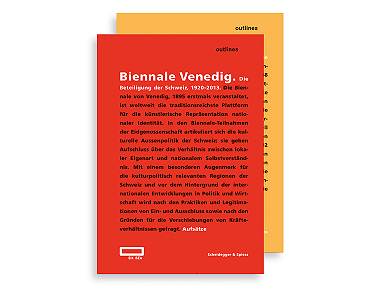 outlines
outlines
Biennale Venedig. Die
Beteiligung der Schweiz, 1920–2013. Die Bien-
nale von Venedig, 1895 erstmals veranstaltet,
ist weltweit die traditionsreichste Plattform
für die künstlerische Repräsentation natio-
naler Identität. In den Biennale-Teilnahmen
der Eidgenossenschaft artikuliert sich die kul-
turelle Aussenpolitik der Schweiz; sie geben
Aufschluss über das Verhältnis zwischen loka-
ler Eigenart und nationalem Selbstverständ-
nis. Mit einem besonderen Augenmerk für
die kulturpolitisch relevanten Regionen der
Schweiz und vor dem Hintergrund der inter-
nationalen Entwicklungen in Politik und Wirt-
schaft wird nach den Praktiken und Legitima-
tionen von Ein- und Ausschluss sowie nach den
Gründen für die Verschiebungen von Kräfte-
verhältnissen gefragt. Aufsätze
Scheidegger & Spiess